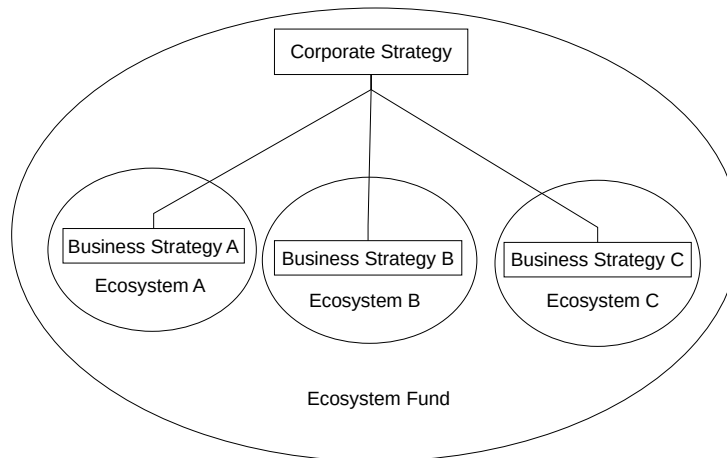 Corporate Strategy
Business Strategy A
Ecosystem A
Business Strategy B
Ecosystem B
Business Strategy C
Ecosystem C
Ecosystem Fund